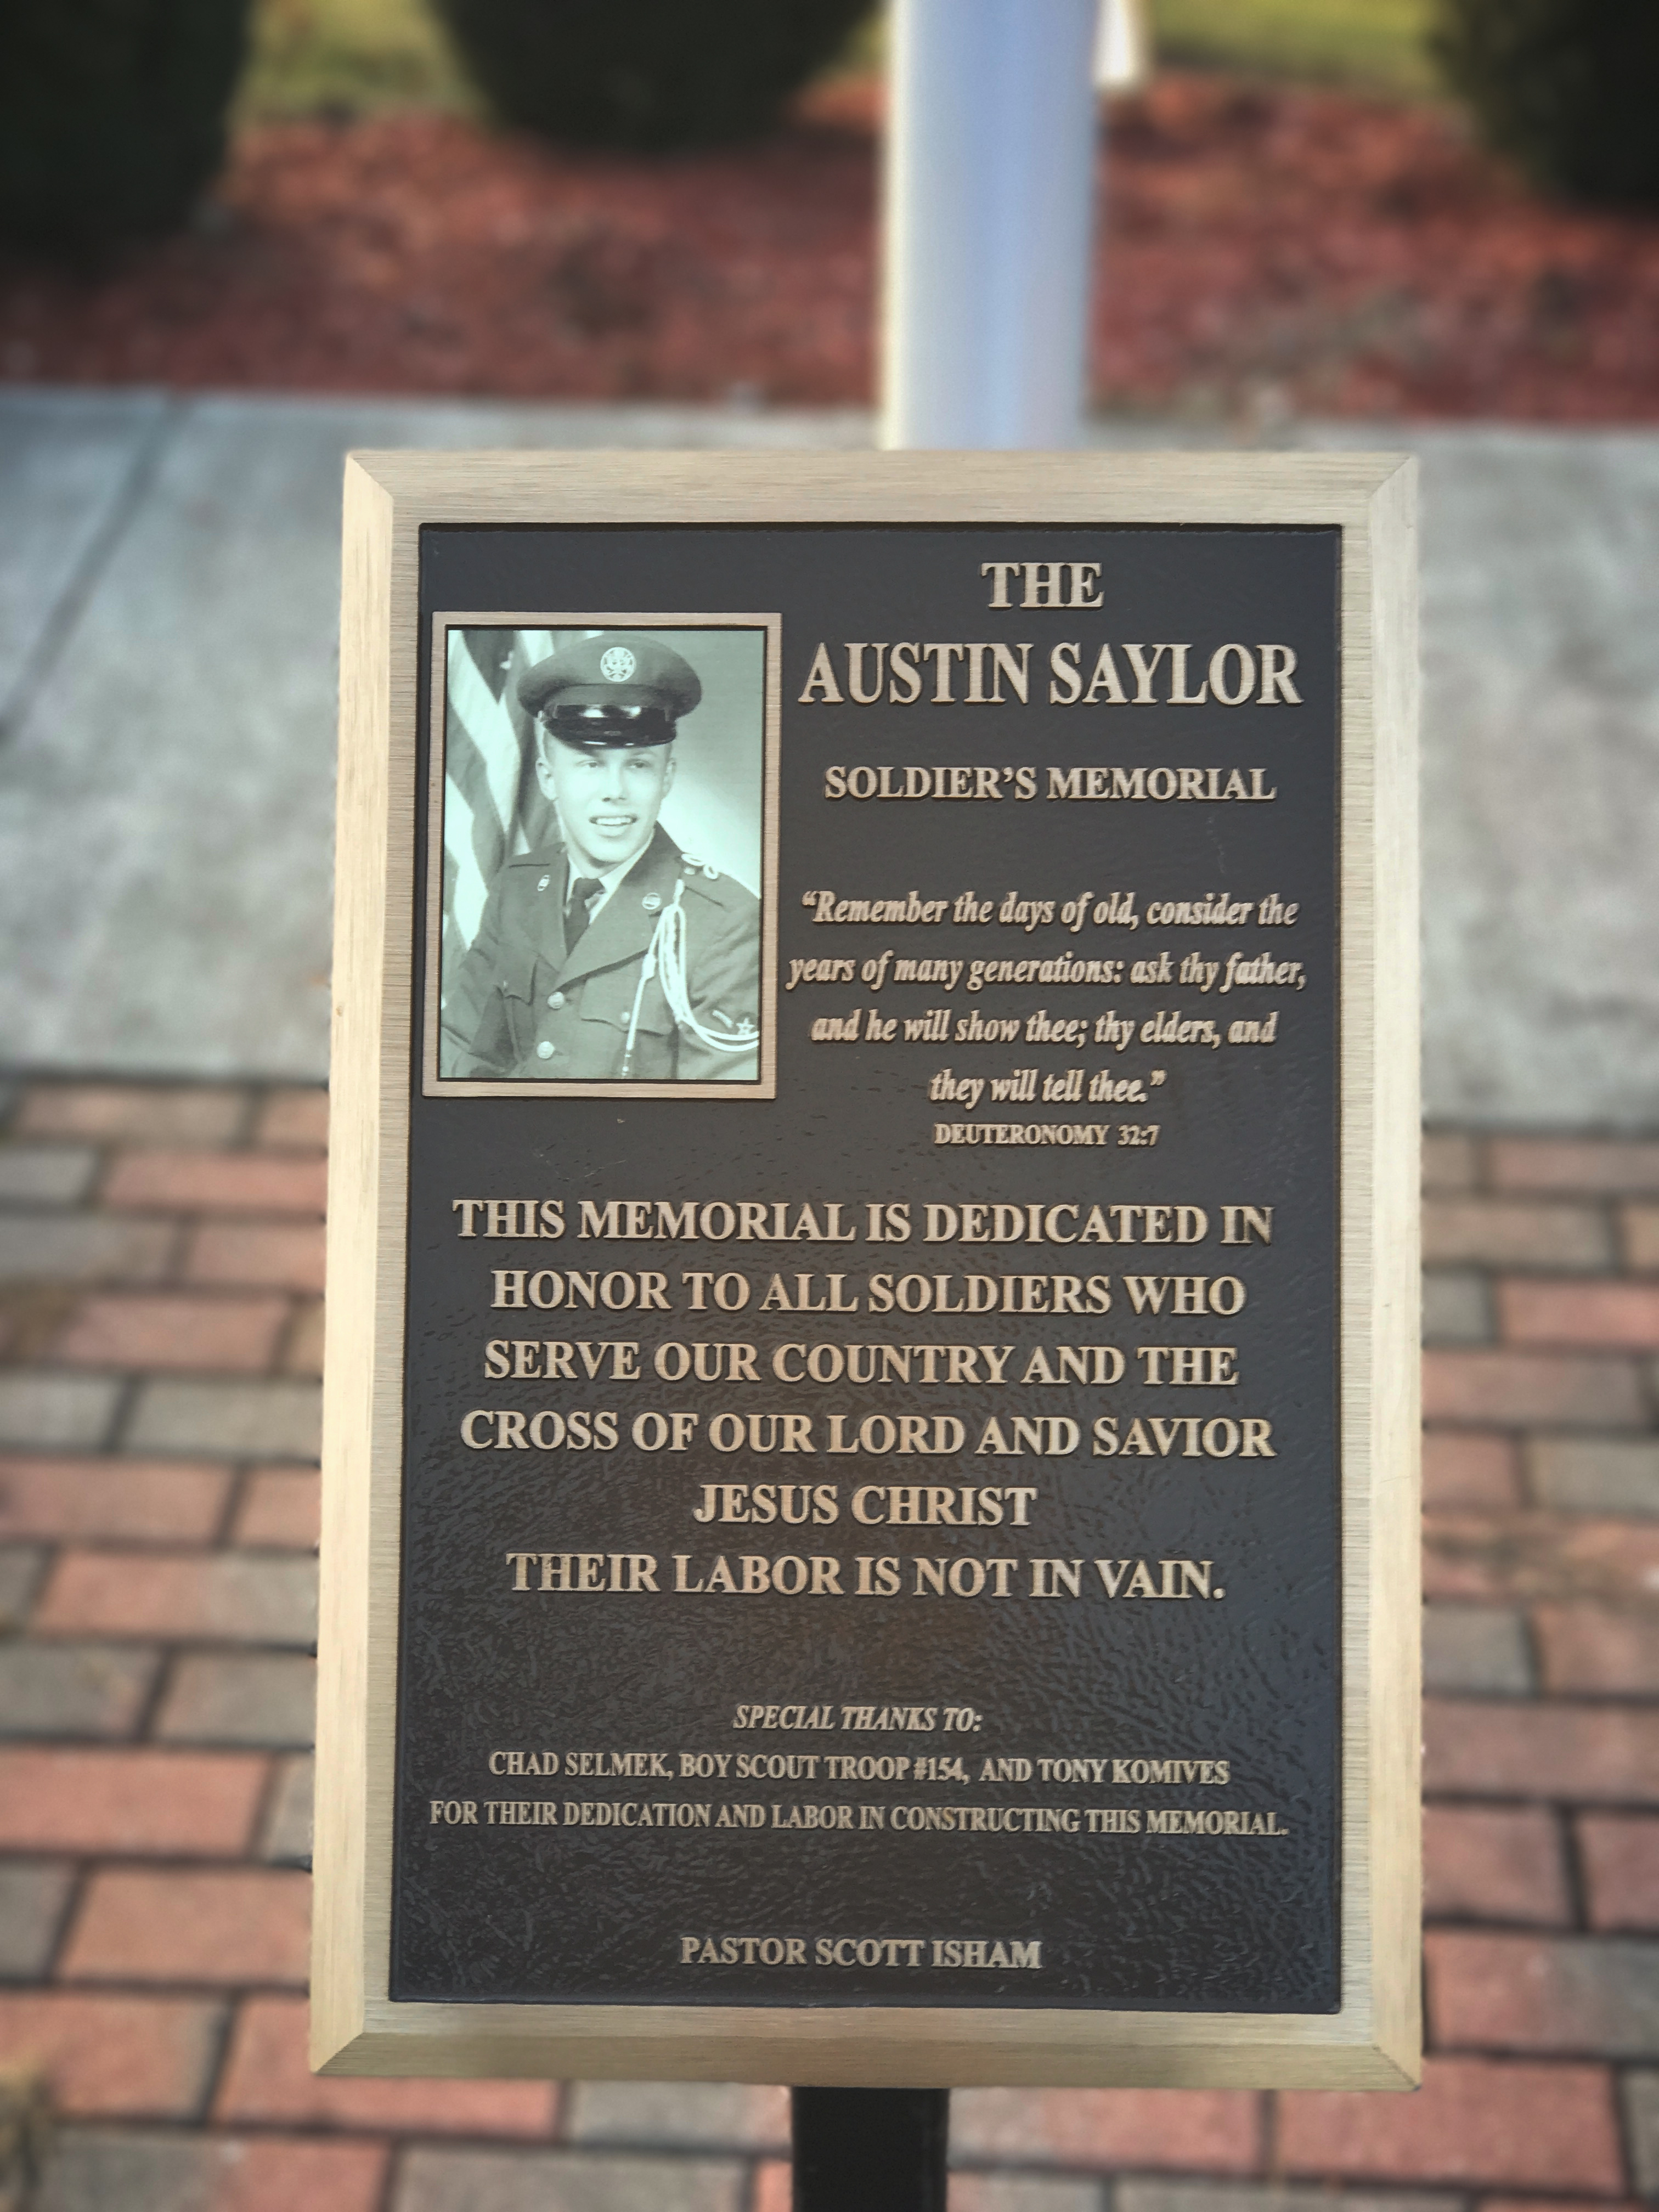 THE
AUSTIN SAYLOR
SOLDIER'S MEMORIAL
“Remember the days of old, consider the
years of many generations: ask thy father,
and he will show thee; thy elders, and
they will tell thee.”
DEUTERONOMY 32:7
THIS MEMORIAL IS DEDICATED IN
HONOR TO ALL SOLDIERS WHO
SERVE OUR COUNTRY AND THE
CROSS OF OUR LORD AND SAVIOR
JESUS CHRIST
THEIR LABOR IS NOT IN VAIN.
SPECIAL THANKS TO:
CHAD SELMEK, BOY SCOUT TROOP #154, AND TONY KOMIVES
FOR THEIR DEDICATION AND LABOR IN CONSTRUCTING THIS MEMORIAL.
PASTOR SCOTT ISHAM